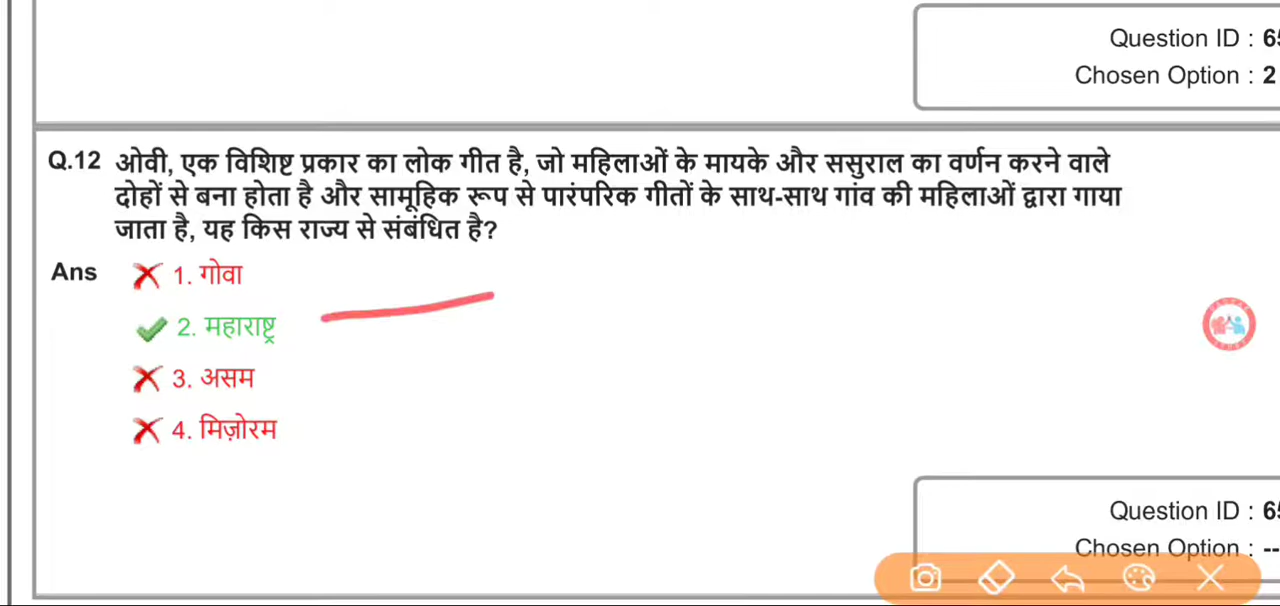 Question ID : 6
Chosen Option : 2
Q.12 ओवी, एक विशिष्ट प्रकार का लोक गीत है, जो महिलाओं के मायके और ससुराल का वर्णन करने वाले
दोहों से बना होता है और सामूहिक रूप से पारंपरिक गीतों के साथ-साथ गांव की महिलाओं द्वारा गाया
जाता है, यह किस राज्य से संबंधित है?
Ans 1. गोवा
2. महाराष्ट्र
3. असम
4. मिज़ोरम
Question ID : 6
Chosen Option : --